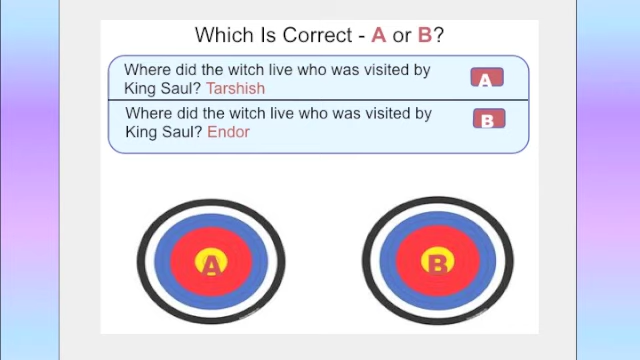 Which Is Correct - A or B?
Where did the witch live who was visited by
King Saul? Tarshish
A
Where did the witch live who was visited by
King Saul? Endor
B
A
B